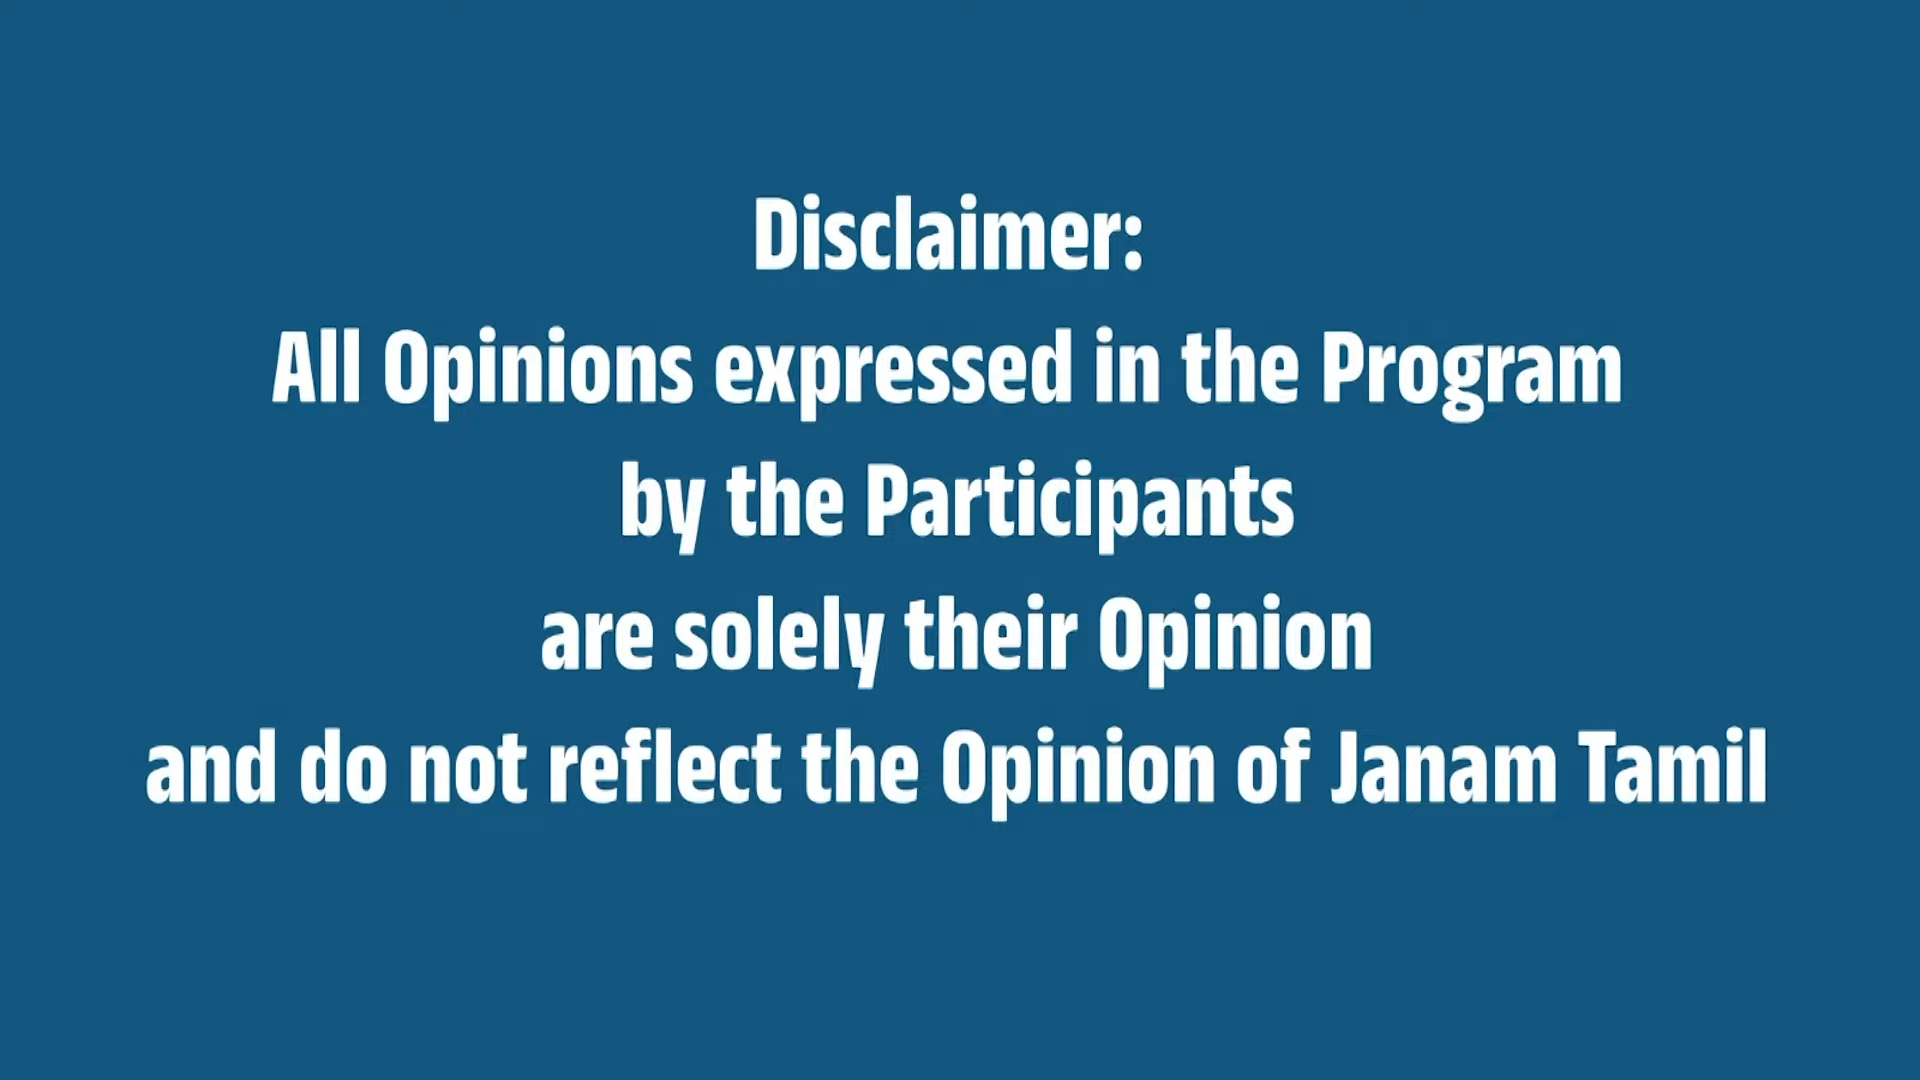 Disclaimer:
All Opinions expressed in the Program
by the Participants
are solely their Opinion
and do not reflect the Opinion of Janam Tamil